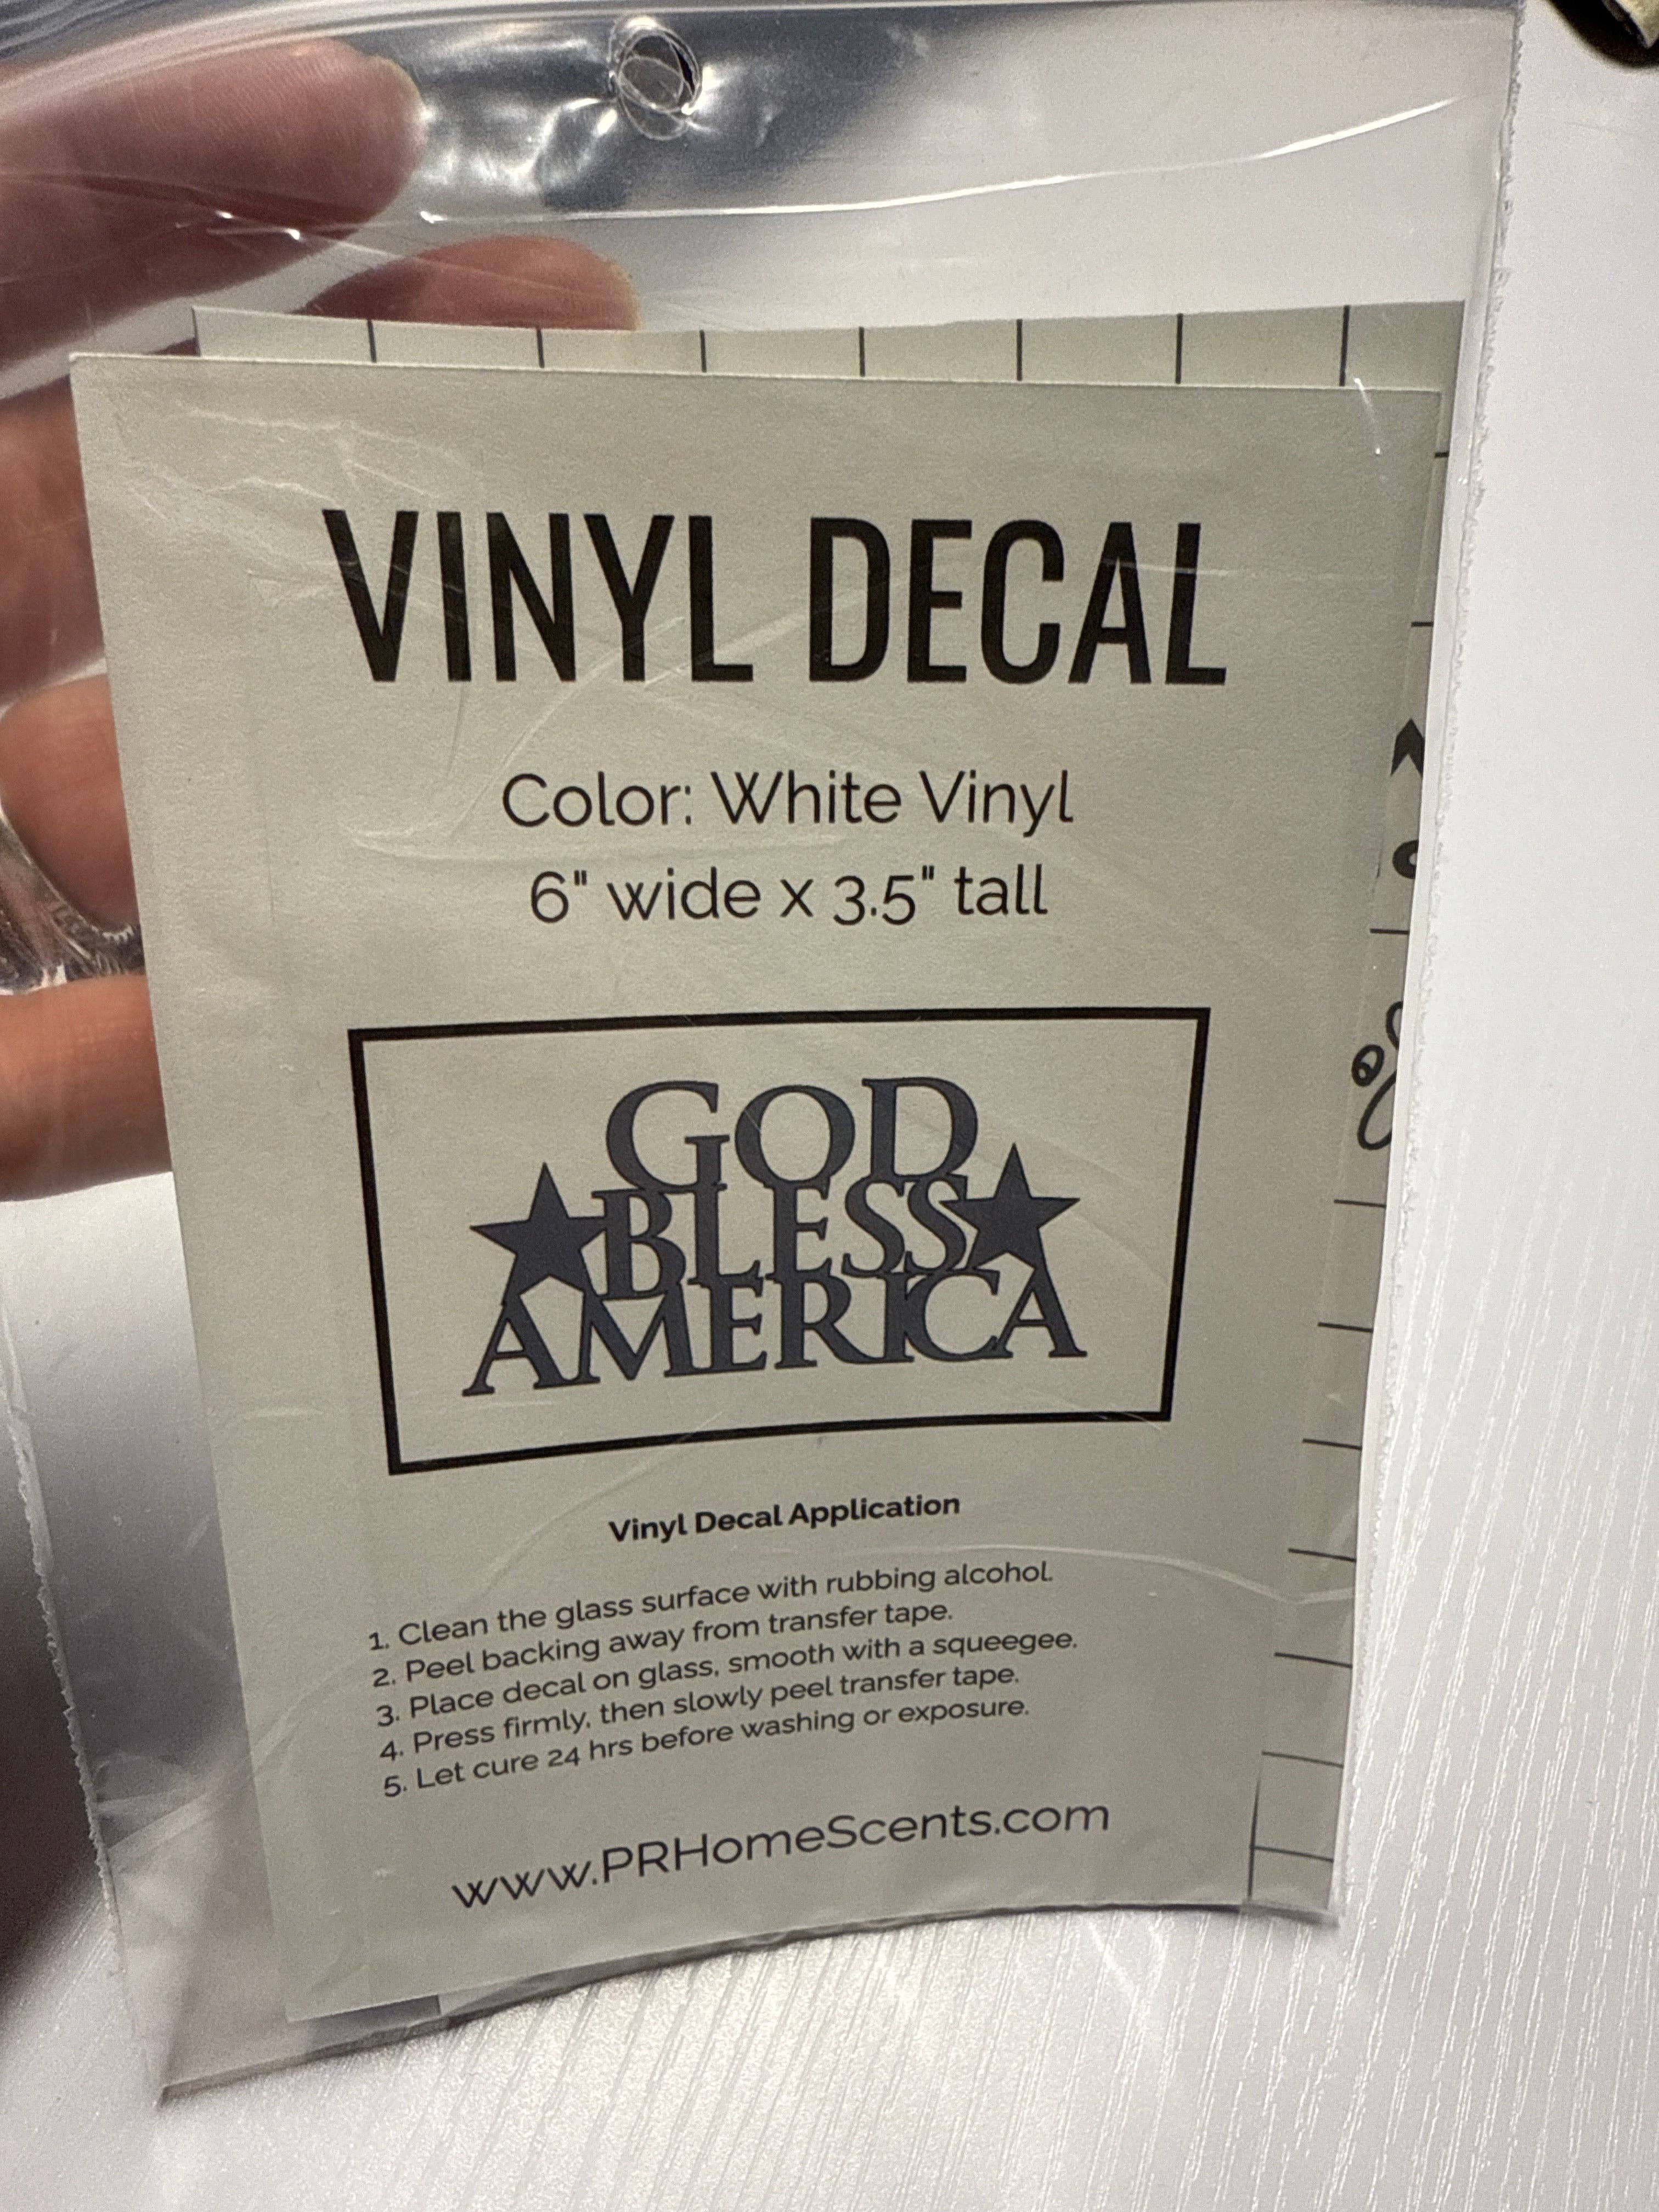 VINYL DECAL
Color: White Vinyl
6" wide x 3.5" tall
GOD
BLESS
AMERICA
Vinyl Decal Application
1. Clean the glass surface with rubbing alcohol.
2. Peel backing away from transfer tape.
3. Place decal on glass, smooth with a squeegee.
4. Press firmly, then slowly peel transfer tape.
5. Let cure 24 hrs before washing or exposure.
www.PRHomeScents.com